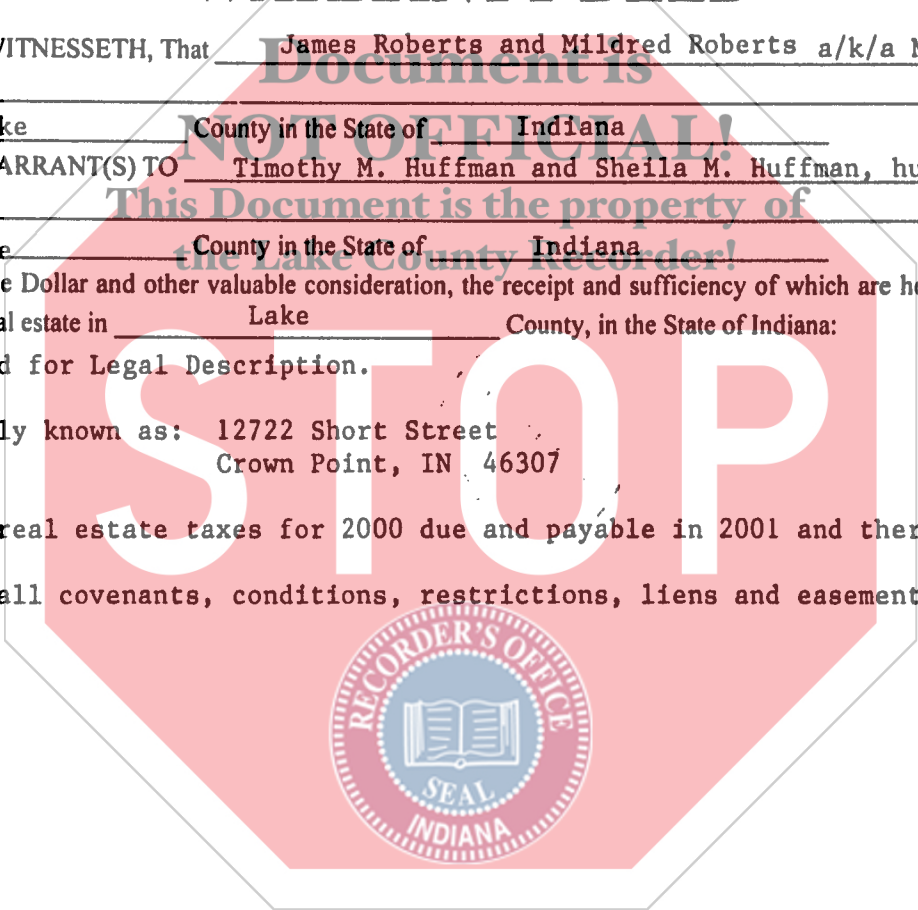 WARRANTY DEED
VITNESSETH, That James Roberts and Mildred Roberts a/k/a M
Document is
ke County in the State of Indiana
NOT OFFICIAL!
ARRANT(S) TO Timothy M. Huffman and Sheila M. Huffman, hu
This Document is the property of
e County in the State of Indiana
the Lake County Recorder!
e Dollar and other valuable consideration, the receipt and sufficiency of which are he
al estate in Lake County, in the State of Indiana:
d for Legal Description.
ly known as: 12722 Short Street
Crown Point, IN 46307
real estate taxes for 2000 due and payable in 2001 and ther
all covenants, conditions, restrictions, liens and easement
STOP
RECORDER'S OFFICE
SEAL
INDIANA